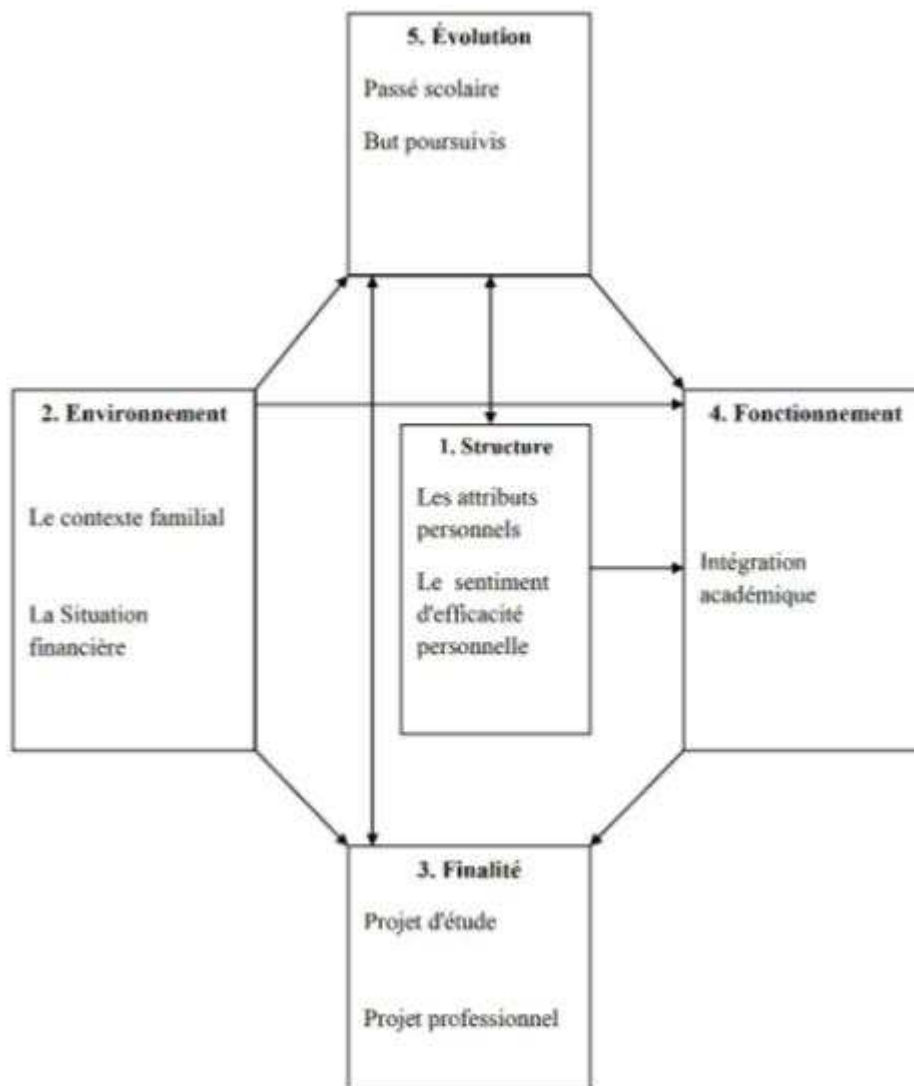 5. Évolution
Passé scolaire
But poursuivis
2. Environnement
Le contexte familial
La Situation
financière
1. Structure
Les attributs
personnels
Le sentiment
d'efficacité
personnelle
4. Fonctionnement
Intégration
académique
3. Finalité
Projet d'étude
Projet professionnel